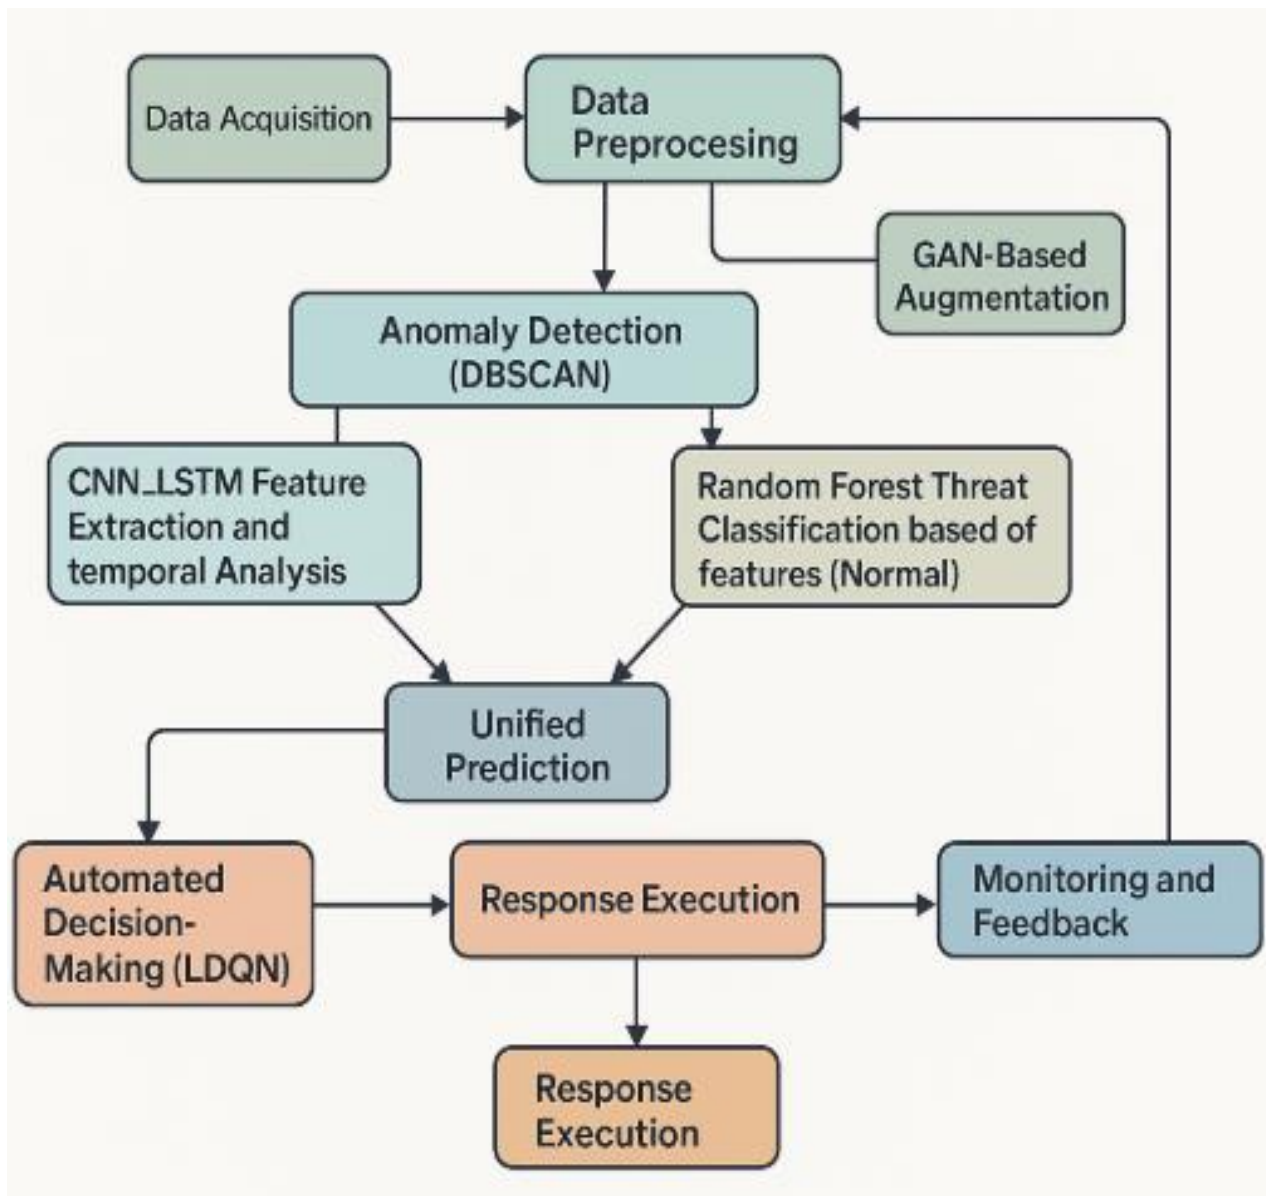 Data Acquisition
Data
Preprocesing
GAN-Based
Augmentation
Anomaly Detection
(DBSCAN)
CNN_LSTM Feature
Extraction and
temporal Analysis
Random Forest Threat
Classification based of
features (Normal)
Unified
Prediction
Automated
Decision-
Making (LDQN)
Response Execution
Monitoring and
Feedback
Response
Execution